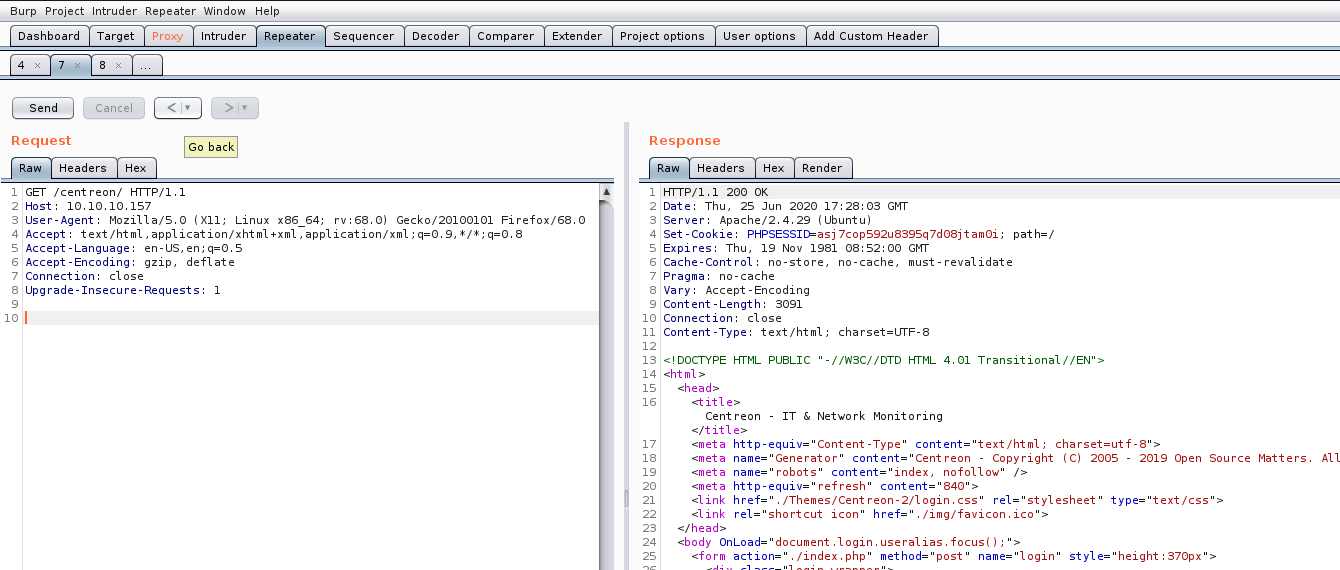 Burp Project Intruder Repeater Window Help
Dashboard Target Proxy Intruder Repeater Sequencer Decoder Comparer Extender Project options User options Add Custom Header
4 × 7 × 8 × ...
Send Cancel < ▼ > ▼
Request
Go back
Raw Headers Hex
1 GET /centreon/ HTTP/1.1
2 Host: 10.10.10.157
3 User-Agent: Mozilla/5.0 (X11; Linux x86_64; rv:68.0) Gecko/20100101 Firefox/68.0
4 Accept: text/html,application/xhtml+xml,application/xml;q=0.9,*/*;q=0.8
5 Accept-Language: en-US,en;q=0.5
6 Accept-Encoding: gzip, deflate
7 Connection: close
8 Upgrade-Insecure-Requests: 1
9
10
Response
Raw Headers Hex Render
1 HTTP/1.1 200 OK
2 Date: Thu, 25 Jun 2020 17:28:03 GMT
3 Server: Apache/2.4.29 (Ubuntu)
4 Set-Cookie: PHPSESSID=asj7cop592u8395q7d08jtam0i; path=/
5 Expires: Thu, 19 Nov 1981 08:52:00 GMT
6 Cache-Control: no-store, no-cache, must-revalidate
7 Pragma: no-cache
8 Vary: Accept-Encoding
9 Content-Length: 3091
10 Connection: close
11 Content-Type: text/html; charset=UTF-8
12
13 <!DOCTYPE HTML PUBLIC "-//W3C//DTD HTML 4.01 Transitional//EN">
14 <html>
15 <head>
16 <title>
Centreon - IT & Network Monitoring
</title>
17 <meta http-equiv="Content-Type" content="text/html; charset=utf-8">
18 <meta name="Generator" content="Centreon - Copyright (C) 2005 - 2019 Open Source Matters. All
19 <meta name="robots" content="index, nofollow" />
20 <meta http-equiv="refresh" content="840">
21 <link href="./Themes/Centreon-2/login.css" rel="stylesheet" type="text/css">
22 <link rel="shortcut icon" href="./img/favicon.ico">
23 </head>
24 <body OnLoad="document.login.useralias.focus();">
25 <form action="./index.php" method="post" name="login" style="height:370px">
26 <div class="login_wrapper">